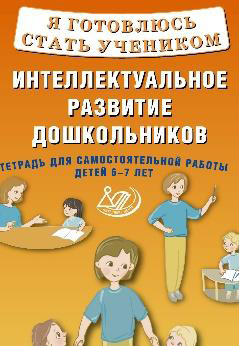 Я ГОТОВЛЮСЬ
СТАТЬ УЧЕНИКОМ
ИНТЕЛЛЕКТУАЛЬНОЕ
РАЗВИТИЕ
ДОШКОЛЬНИКОВ
ТЕТРАДЬ ДЛЯ САМОСТОЯТЕЛЬНОЙ РАБОТЫ
ДЕТЕЙ 6–7 ЛЕТ